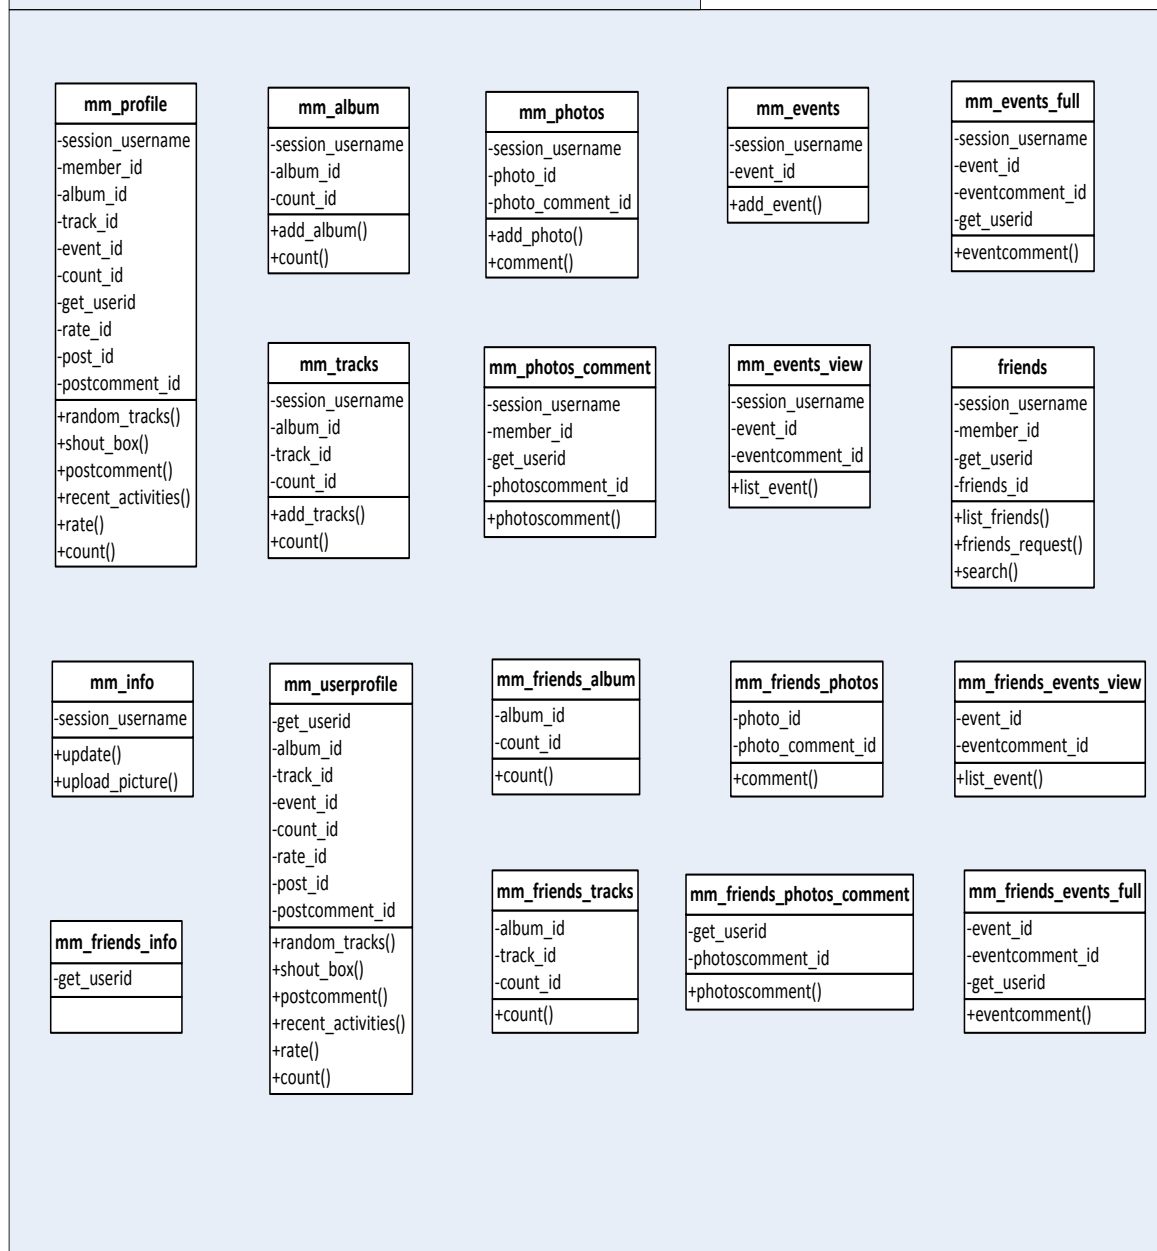 mm_profile
-session_username
-member_id
-album_id
-track_id
-event_id
-count_id
-get_userid
-rate_id
-post_id
-postcomment_id
+random_tracks()
+shout_box()
+postcomment()
+recent_activities()
+rate()
+count()
mm_album
-session_username
-album_id
-count_id
+add_album()
+count()
mm_photos
-session_username
-photo_id
-photo_comment_id
+add_photo()
+comment()
mm_events
-session_username
-event_id
+add_event()
mm_events_full
-session_username
-event_id
-eventcomment_id
-get_userid
+eventcomment()
mm_tracks
-session_username
-album_id
-track_id
-count_id
+add_tracks()
+count()
mm_photos_comment
-session_username
-member_id
-get_userid
-photoscomment_id
+photoscomment()
mm_events_view
-session_username
-event_id
-eventcomment_id
+list_event()
friends
-session_username
-member_id
-get_userid
-friends_id
+list_friends()
+friends_request()
+search()
mm_info
-session_username
+update()
+upload_picture()
mm_userprofile
-get_userid
-album_id
-track_id
-event_id
-count_id
-rate_id
-post_id
-postcomment_id
+random_tracks()
+shout_box()
+postcomment()
+recent_activities()
+rate()
+count()
mm_friends_album
-album_id
-count_id
+count()
mm_friends_photos
-photo_id
-photo_comment_id
+comment()
mm_friends_events_view
-event_id
-eventcomment_id
+list_event()
mm_friends_info
-get_userid
mm_friends_tracks
-album_id
-track_id
-count_id
+count()
mm_friends_photos_comment
-get_userid
-photoscomment_id
+photoscomment()
mm_friends_events_full
-event_id
-eventcomment_id
-get_userid
+eventcomment()